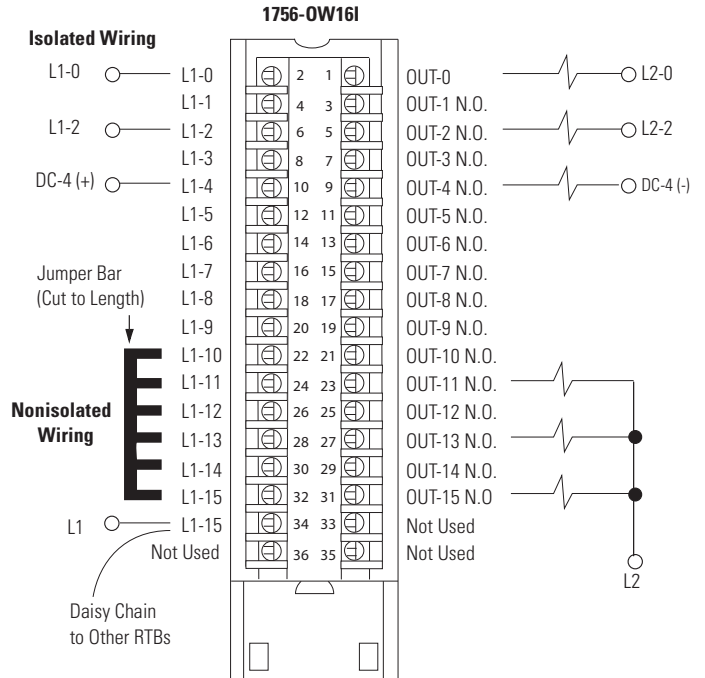 1756-OW16I
Isolated Wiring
L1-0 L1-0 2 1 OUT-0 L2-0
L1-1 4 3 OUT-1 N.O.
L1-2 L1-2 6 5 OUT-2 N.O. L2-2
L1-3 8 7 OUT-3 N.O.
DC-4 (+) L1-4 10 9 OUT-4 N.O. DC-4 (-)
L1-5 12 11 OUT-5 N.O.
L1-6 14 13 OUT-6 N.O.
L1-7 16 15 OUT-7 N.O.
L1-8 18 17 OUT-8 N.O.
L1-9 20 19 OUT-9 N.O.
Jumper Bar
(Cut to Length)
L1-10 22 21 OUT-10 N.O.
L1-11 24 23 OUT-11 N.O.
L1-12 26 25 OUT-12 N.O.
L1-13 28 27 OUT-13 N.O.
L1-14 30 29 OUT-14 N.O.
L1-15 32 31 OUT-15 N.O
Nonisolated
Wiring
L1 L1-15 34 33 Not Used
Not Used 36 35 Not Used
L2
Daisy Chain
to Other RTBs